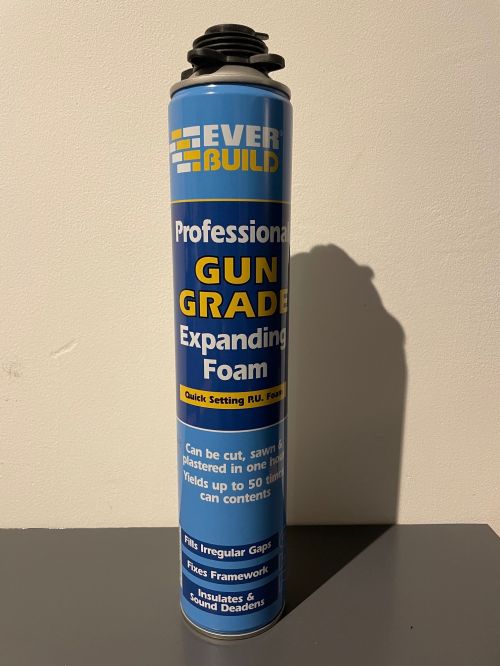 EVER
BUILD
Professional
GUN
GRADE
Expanding
Foam
Quick Setting P.U. Foam
Can be cut, sawn &
plastered in one hour
Yields up to 50 times
can contents
Fills Irregular Gaps
Fixes Framework
Insulates &
Sound Deadens